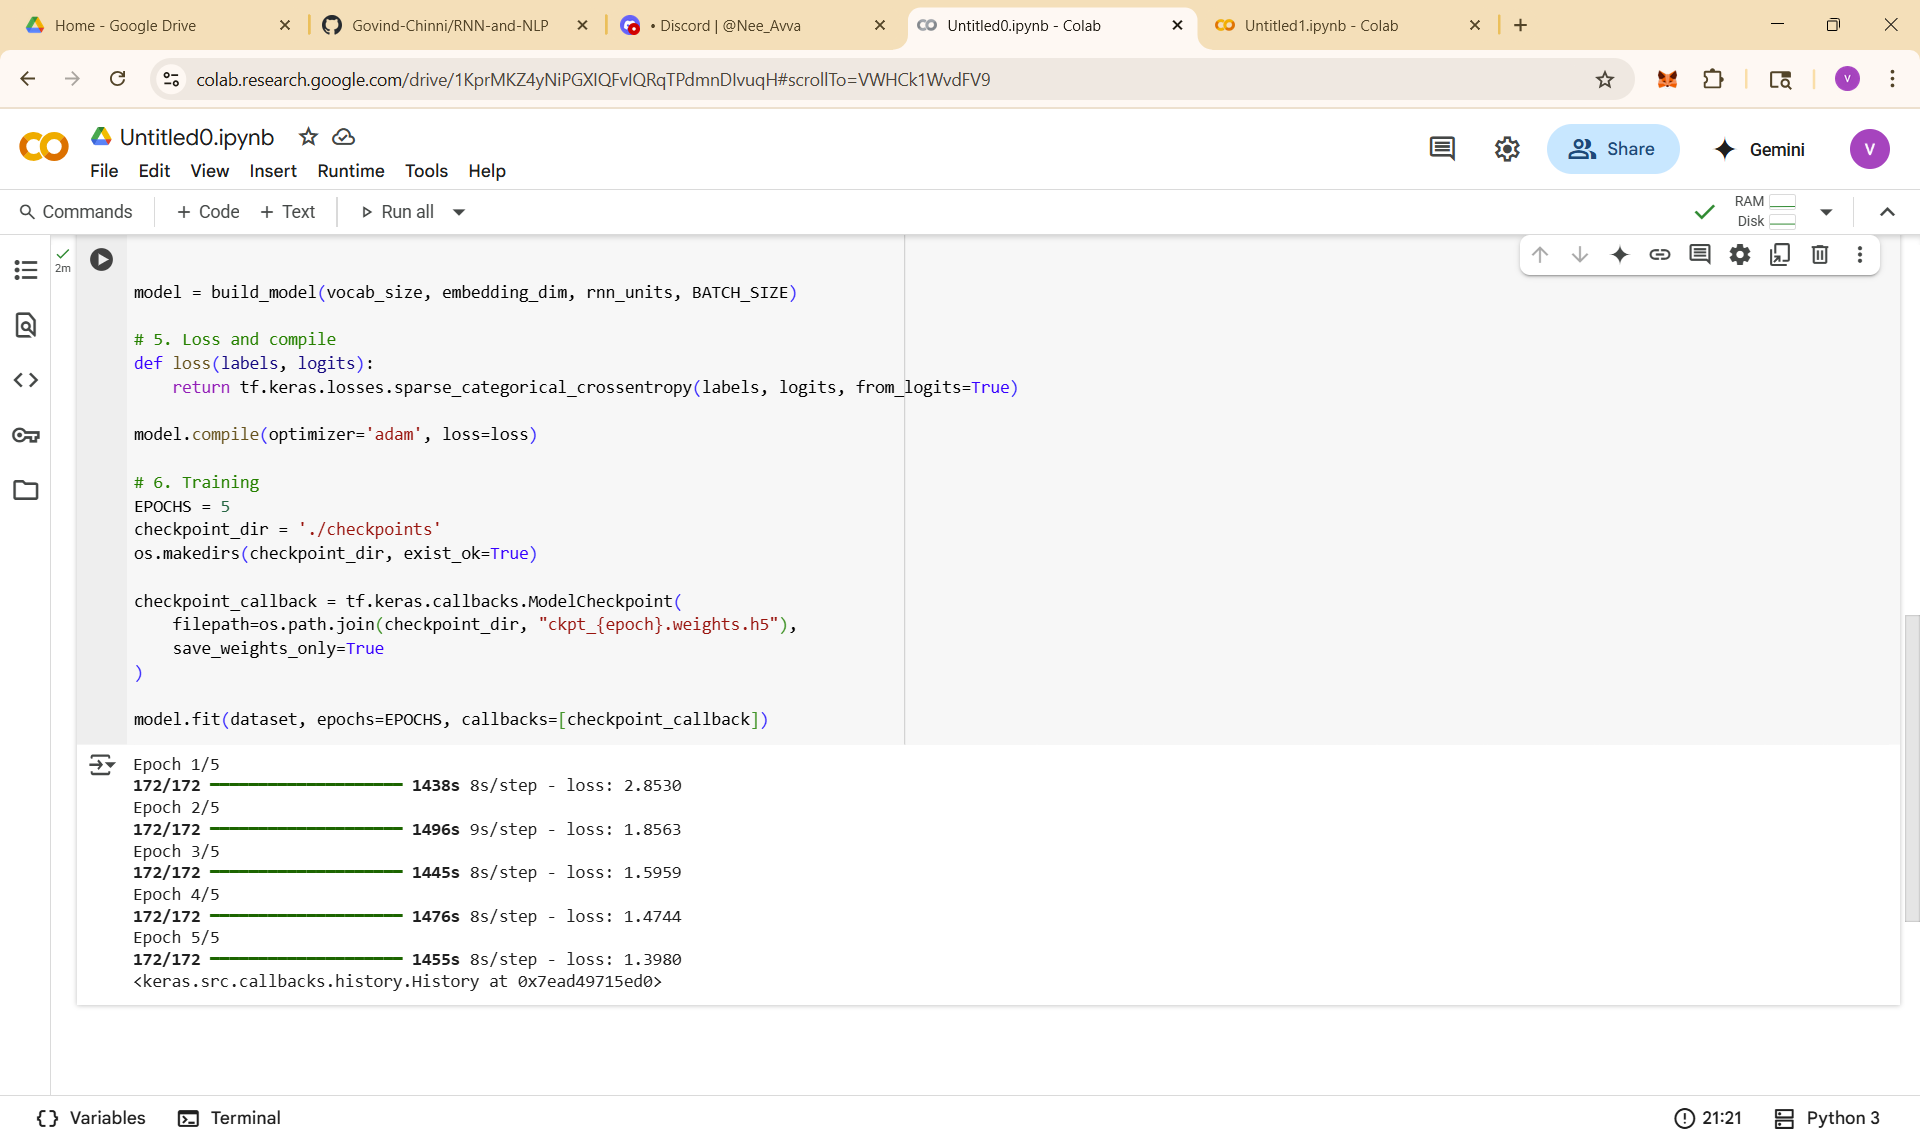 Home - Google Drive
Govind-Chinni/RNN-and-NLP
• Discord | @Nee_Avva
Untitled0.ipynb - Colab
Untitled1.ipynb - Colab
colab.research.google.com/drive/1KprMKZ4yNiPGXIQFvIQRqTPdmnDIvuqH#scrollTo=VWHCk1WvdFV9
V
Untitled0.ipynb
File Edit View Insert Runtime Tools Help
Share
Gemini
V
Commands
+ Code
+ Text
Run all
RAM
Disk
2m
model = build_model(vocab_size, embedding_dim, rnn_units, BATCH_SIZE)
# 5. Loss and compile
def loss(labels, logits):
    return tf.keras.losses.sparse_categorical_crossentropy(labels, logits, from_logits=True)
model.compile(optimizer='adam', loss=loss)
# 6. Training
EPOCHS = 5
checkpoint_dir = './checkpoints'
os.makedirs(checkpoint_dir, exist_ok=True)
checkpoint_callback = tf.keras.callbacks.ModelCheckpoint(
    filepath=os.path.join(checkpoint_dir, "ckpt_{epoch}.weights.h5"),
    save_weights_only=True
)
model.fit(dataset, epochs=EPOCHS, callbacks=[checkpoint_callback])
Epoch 1/5
172/172 1438s 8s/step - loss: 2.8530
Epoch 2/5
172/172 1496s 9s/step - loss: 1.8563
Epoch 3/5
172/172 1445s 8s/step - loss: 1.5959
Epoch 4/5
172/172 1476s 8s/step - loss: 1.4744
Epoch 5/5
172/172 1455s 8s/step - loss: 1.3980
<keras.src.callbacks.history.History at 0x7ead49715ed0>
Variables
Terminal
21:21
Python 3